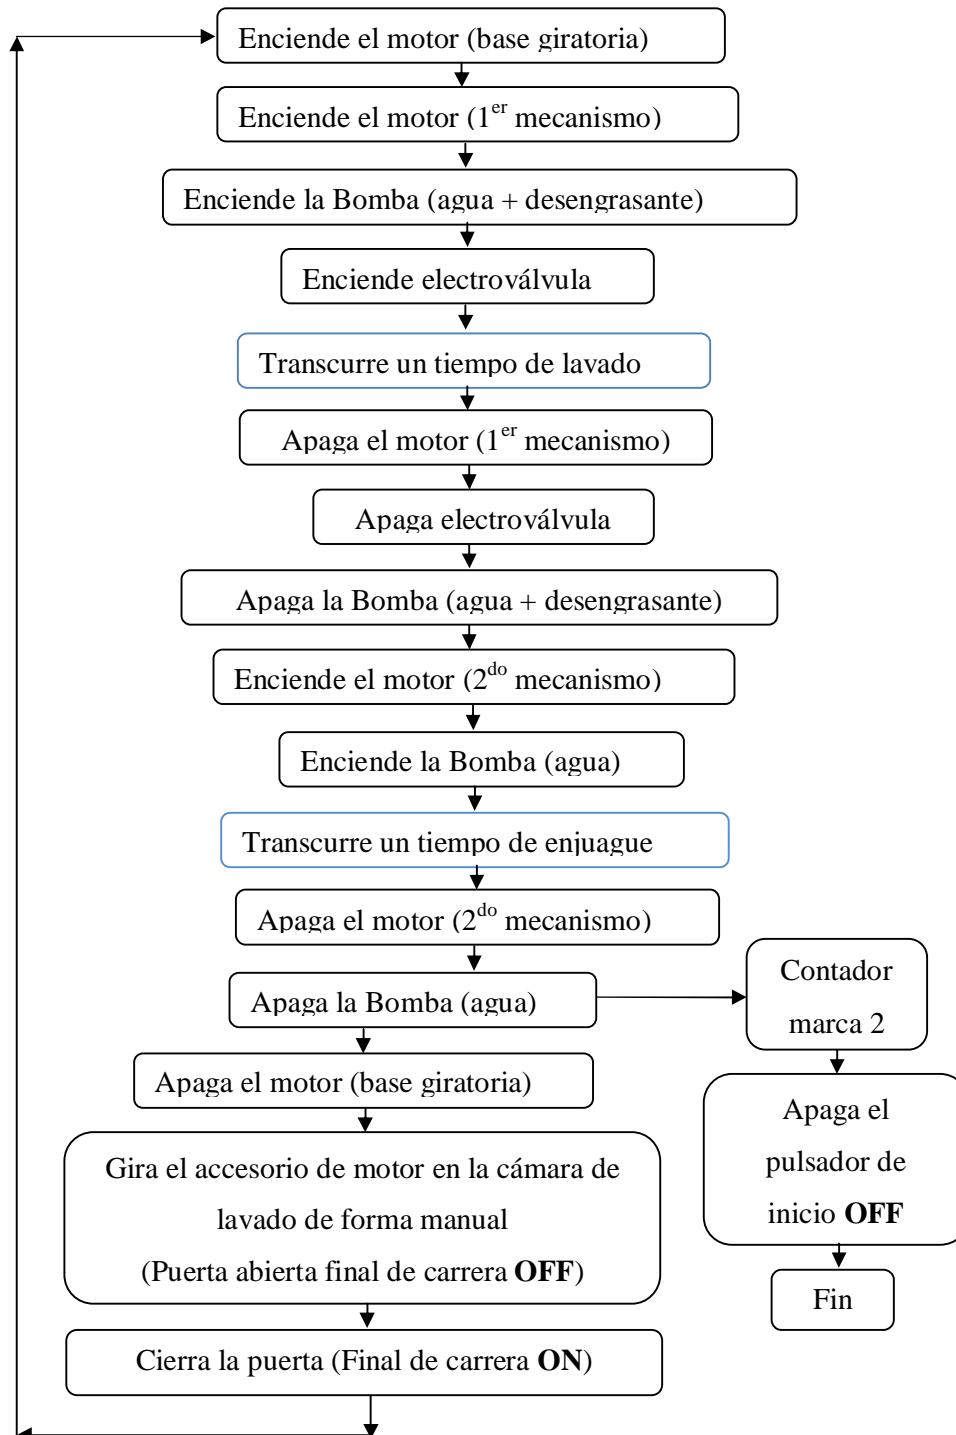 Enciende el motor (base giratoria)
Enciende el motor (1er mecanismo)
Enciende la Bomba (agua + desengrasante)
Enciende electroválvula
Transcurre un tiempo de lavado
Apaga el motor (1er mecanismo)
Apaga electroválvula
Apaga la Bomba (agua + desengrasante)
Enciende el motor (2do mecanismo)
Enciende la Bomba (agua)
Transcurre un tiempo de enjuague
Apaga el motor (2do mecanismo)
Apaga la Bomba (agua)
Apaga el motor (base giratoria)
Gira el accesorio de motor en la cámara de
lavado de forma manual
(Puerta abierta final de carrera OFF)
Cierra la puerta (Final de carrera ON)
Contador
marca 2
Apaga el
pulsador de
inicio OFF
Fin